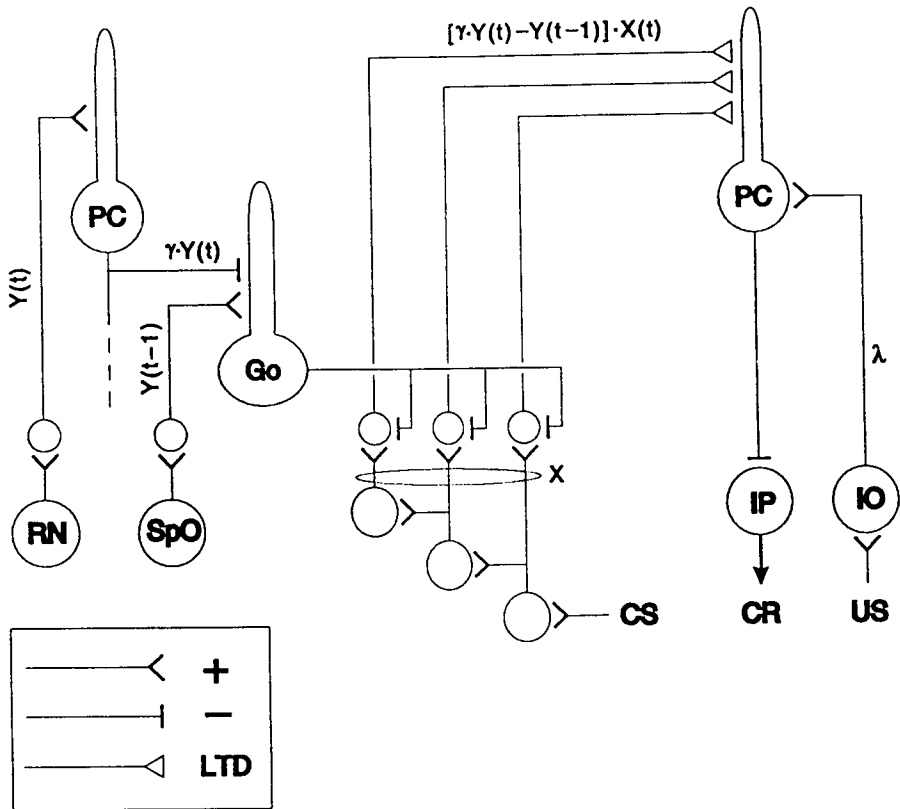 [γ·Y(t)−Y(t−1)]·X(t)
PC
PC
γ·Y(t)
Y(t)
Y(t−1)
Go
λ
X
RN
SpO
IP
IO
CS
CR
US
+
−
LTD